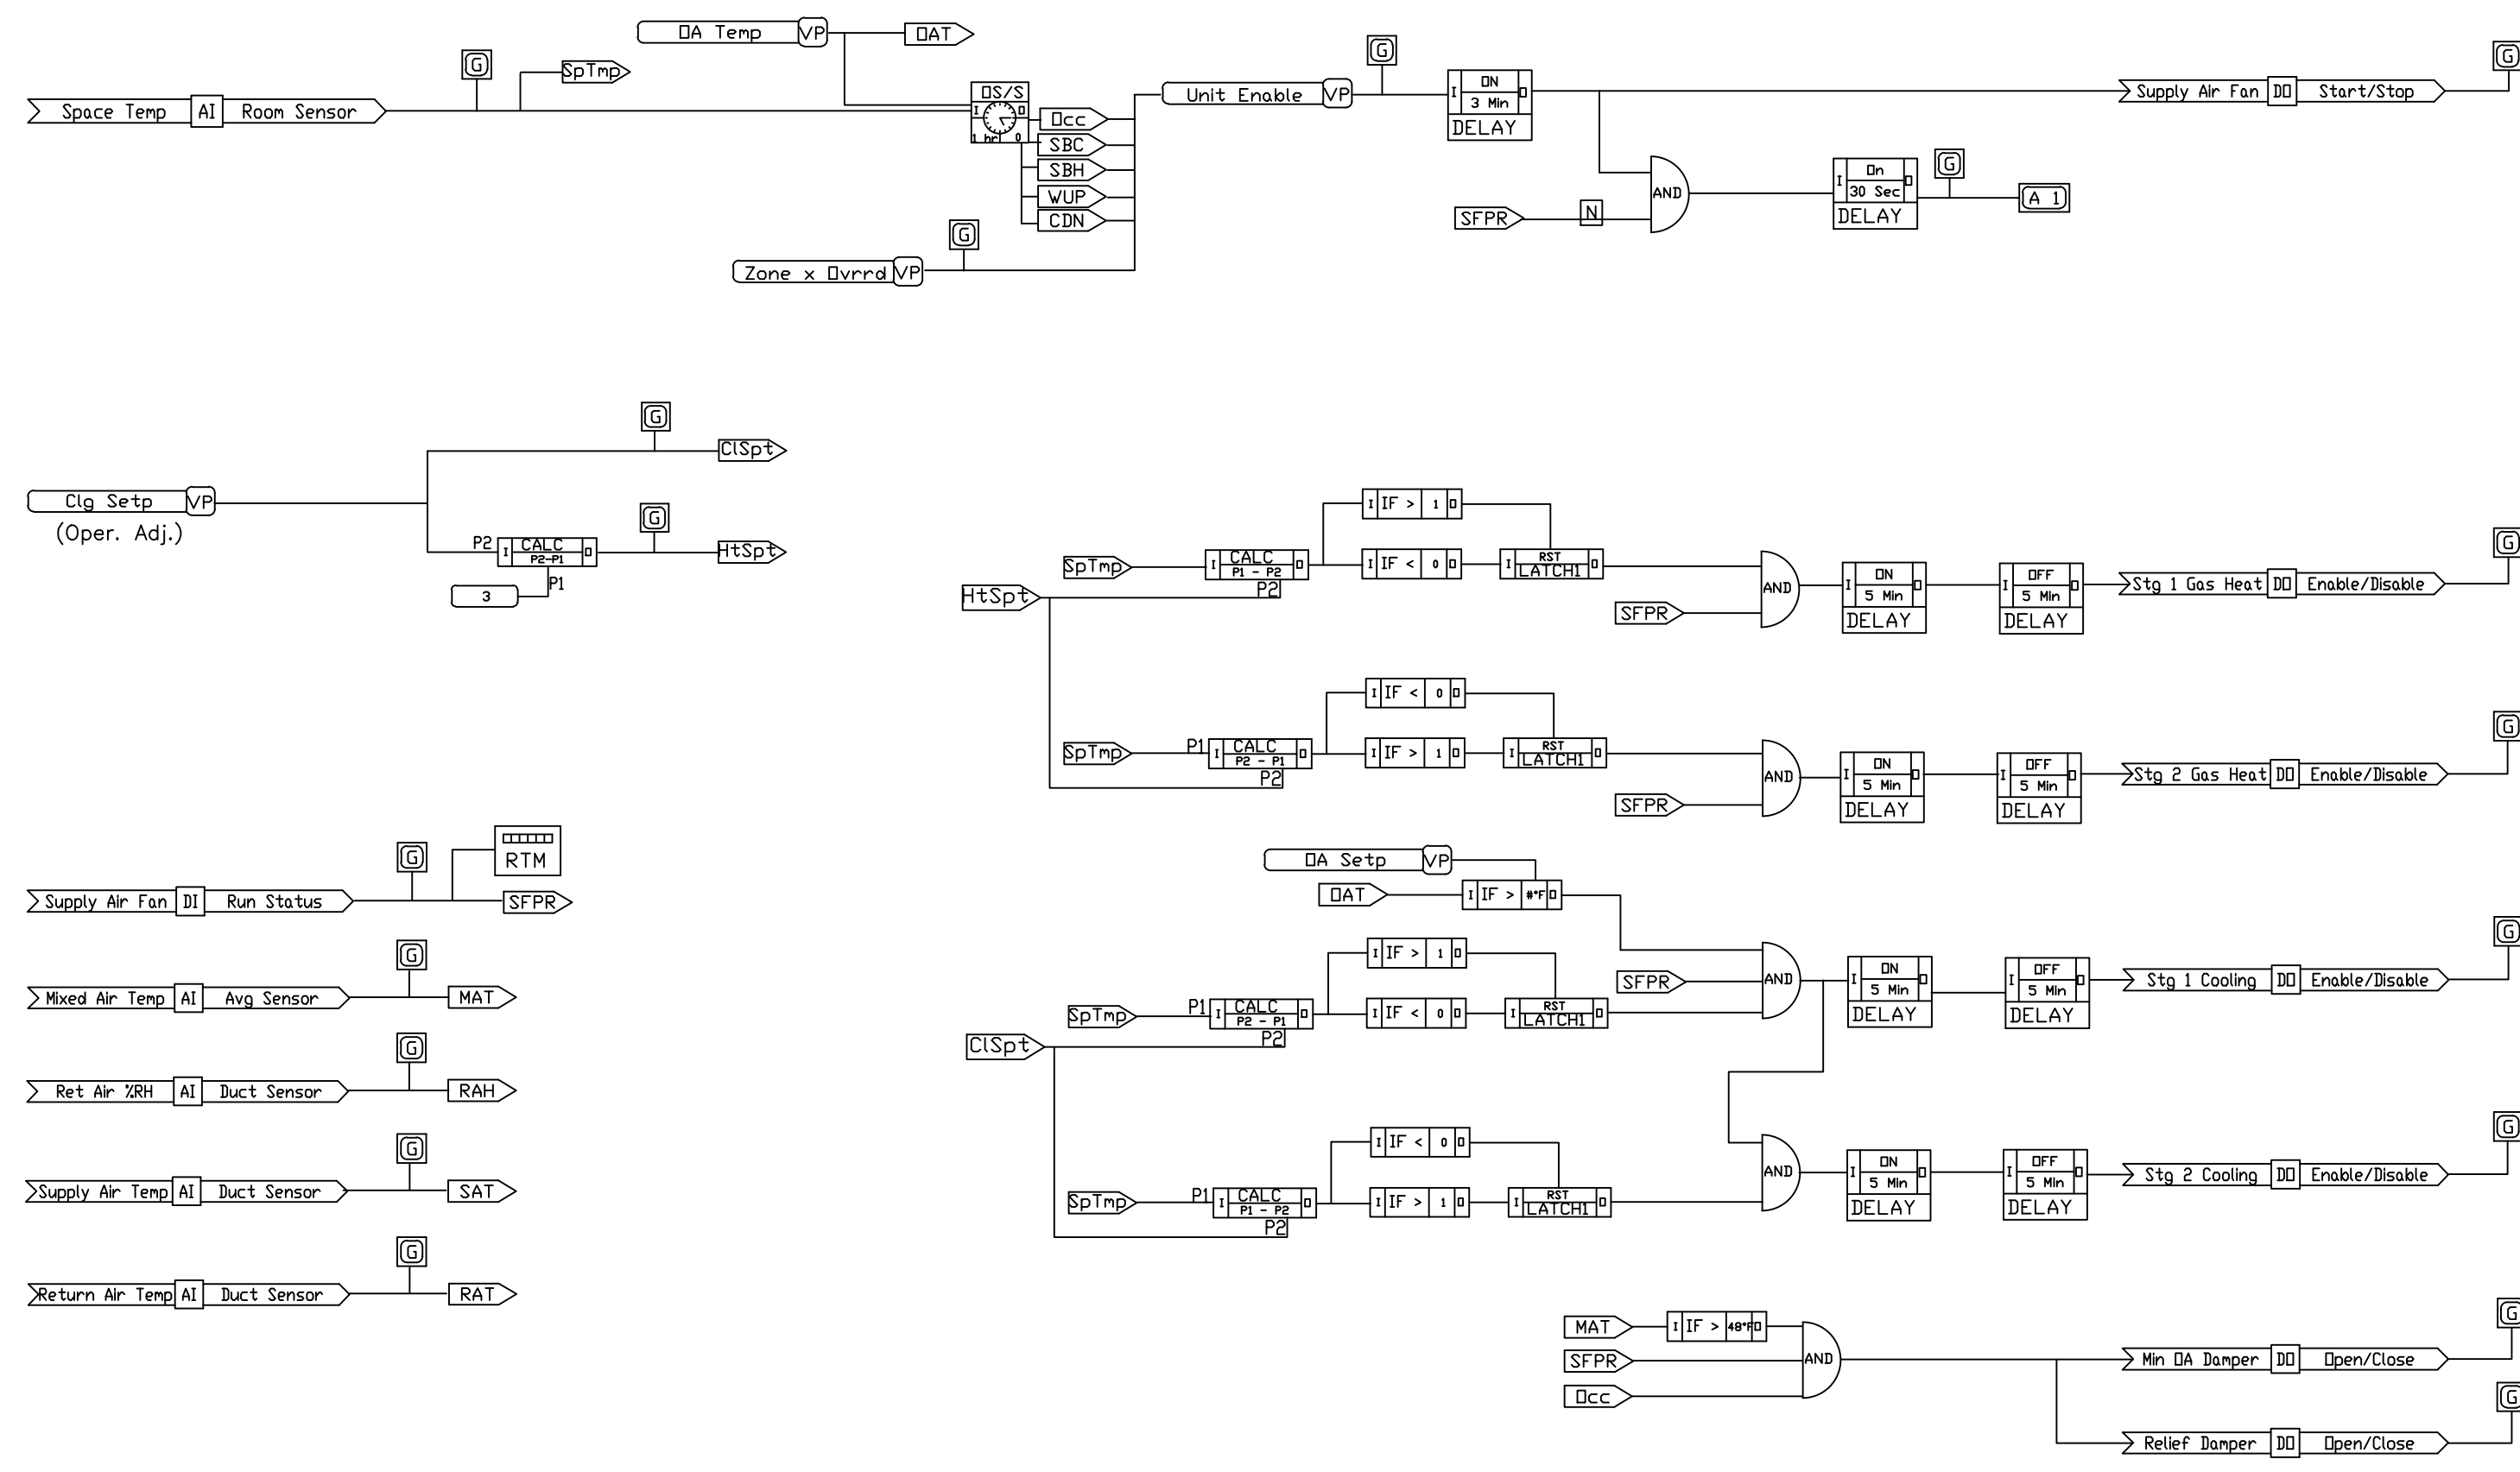 OA Temp VP OAT
G
G
SpTmp
Space Temp AI Room Sensor
OS/S
I O
1 hr 0
Occ
SBC
SBH
WUP
CDN
G
Zone x Ovrrd VP
Unit Enable VP
G
ON
I O
3 Min
DELAY
SFPR N
AND
On
I O
30 Sec
DELAY
G
A 1
Supply Air Fan DO Start/Stop
G
Clg Setp VP
(Oper. Adj.)
G
ClSpt
P2 I CALC O
P2-P1
P1
3
G
HtSpt
HtSpt
SpTmp
I CALC O
P1 - P2
P2
I IF > 1 O
I IF < 0 O
RST
I LATCH1 O
SFPR
AND
ON
I O
5 Min
DELAY
OFF
I O
5 Min
DELAY
Stg 1 Gas Heat DO Enable/Disable
G
SpTmp
P1 I CALC O
P2 - P1
P2
I IF < 0 O
I IF > 1 O
RST
I LATCH1 O
SFPR
AND
ON
I O
5 Min
DELAY
OFF
I O
5 Min
DELAY
Stg 2 Gas Heat DO Enable/Disable
G
G
RTM
Supply Air Fan DI Run Status
SFPR
G
Mixed Air Temp AI Avg Sensor
MAT
G
Ret Air %RH AI Duct Sensor
RAH
G
Supply Air Temp AI Duct Sensor
SAT
G
Return Air Temp AI Duct Sensor
RAT
OA Setp VP
OAT
I IF > #°F O
ClSpt
SpTmp
P1 I CALC O
P2 - P1
P2
I IF > 1 O
I IF < 0 O
RST
I LATCH1 O
SFPR
AND
ON
I O
5 Min
DELAY
OFF
I O
5 Min
DELAY
Stg 1 Cooling DO Enable/Disable
G
SpTmp
P1 I CALC O
P1 - P2
P2
I IF < 0 O
I IF > 1 O
RST
I LATCH1 O
AND
ON
I O
5 Min
DELAY
OFF
I O
5 Min
DELAY
Stg 2 Cooling DO Enable/Disable
G
MAT
I IF > 48°F O
SFPR
Occ
AND
Min OA Damper DO Open/Close
G
Relief Damper DO Open/Close
G